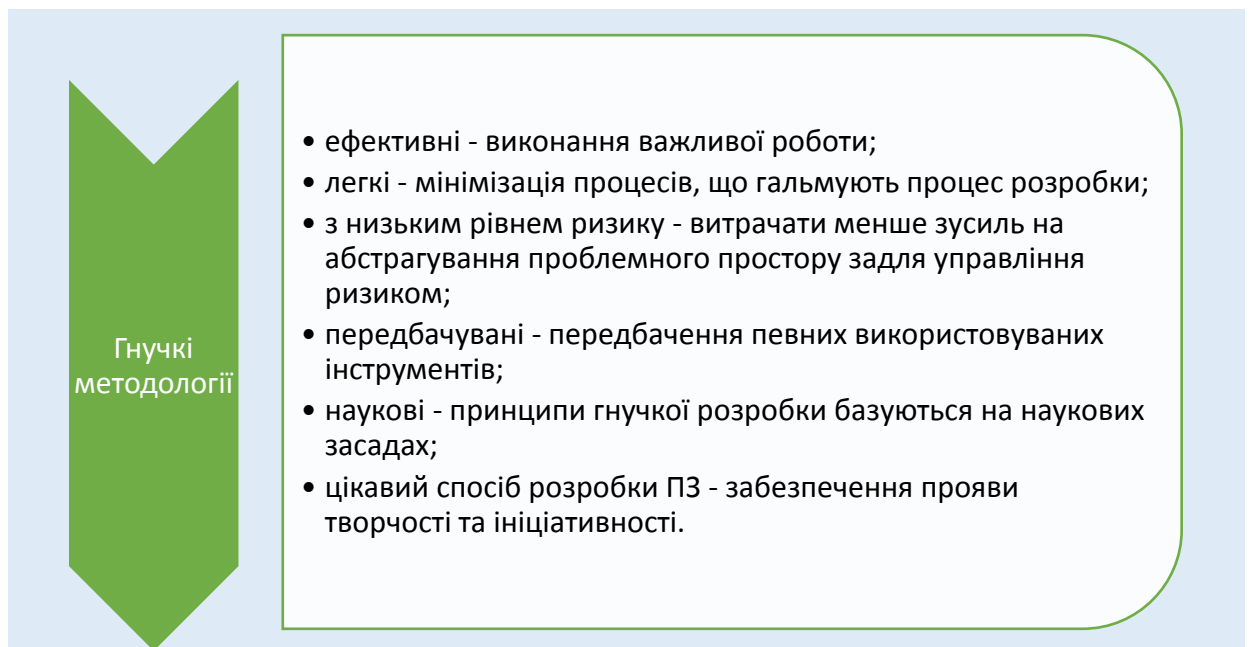 Гнучкі
методології
• ефективні - виконання важливої роботи;
• легкі - мінімізація процесів, що гальмують процес розробки;
• з низьким рівнем ризику - витрачати менше зусиль на
абстрагування проблемного простору задля управління
ризиком;
• передбачувані - передбачення певних використовуваних
інструментів;
• наукові - принципи гнучкої розробки базуються на наукових
засадах;
• цікавий спосіб розробки ПЗ - забезпечення прояви
творчості та ініціативності.